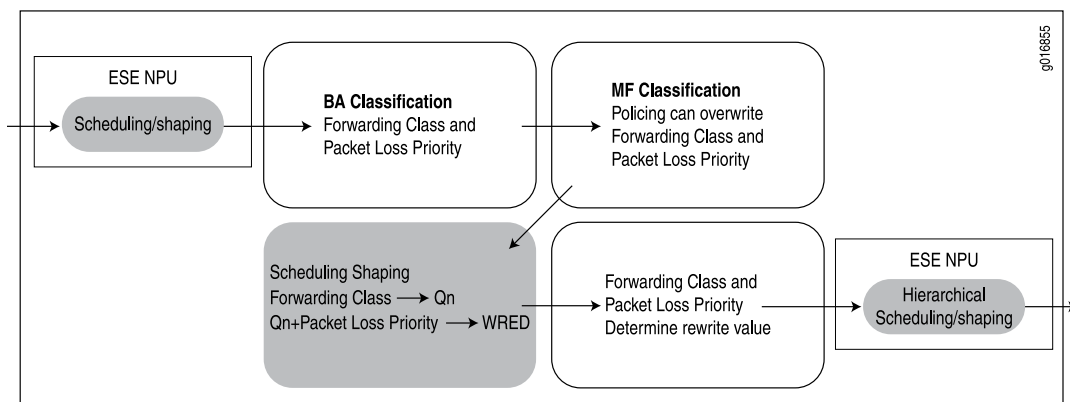 g016855
ESE NPU
Scheduling/shaping
BA Classification
Forwarding Class and
Packet Loss Priority
MF Classification
Policing can overwrite
Forwarding Class and
Packet Loss Priority
Scheduling Shaping
Forwarding Class → Qn
Qn+Packet Loss Priority → WRED
Forwarding Class and
Packet Loss Priority
Determine rewrite value
ESE NPU
Hierarchical
Scheduling/shaping